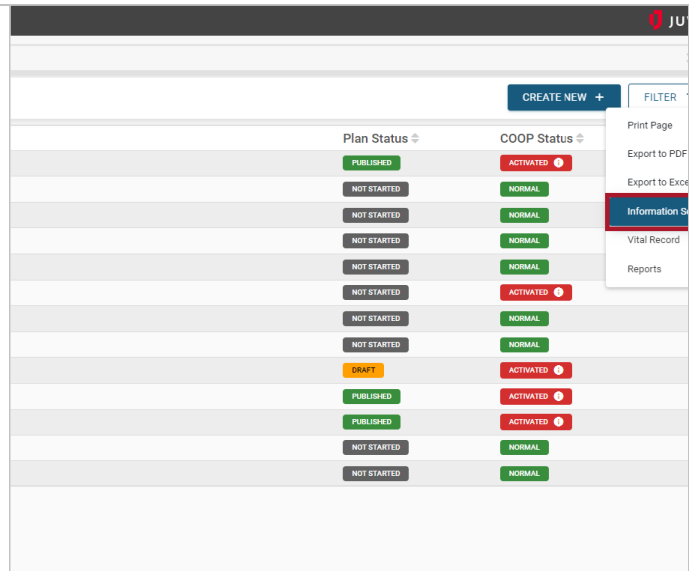 JU
CREATE NEW + FILTER
Print Page
Plan Status COOP Status
Export to PDF
PUBLISHED ACTIVATED
Export to Exce
NOT STARTED NORMAL
Information S
NOT STARTED NORMAL
Vital Record
NOT STARTED NORMAL
Reports
NOT STARTED NORMAL
NOT STARTED ACTIVATED
NOT STARTED NORMAL
NOT STARTED NORMAL
DRAFT ACTIVATED
PUBLISHED ACTIVATED
PUBLISHED ACTIVATED
NOT STARTED NORMAL
NOT STARTED NORMAL